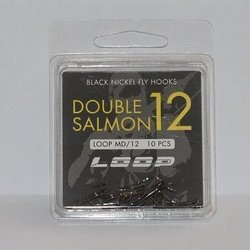 BLACK NICKEL FLY HOOKS
DOUBLE
SALMON 12
LOOP MD/12 10 PCS
LOOP